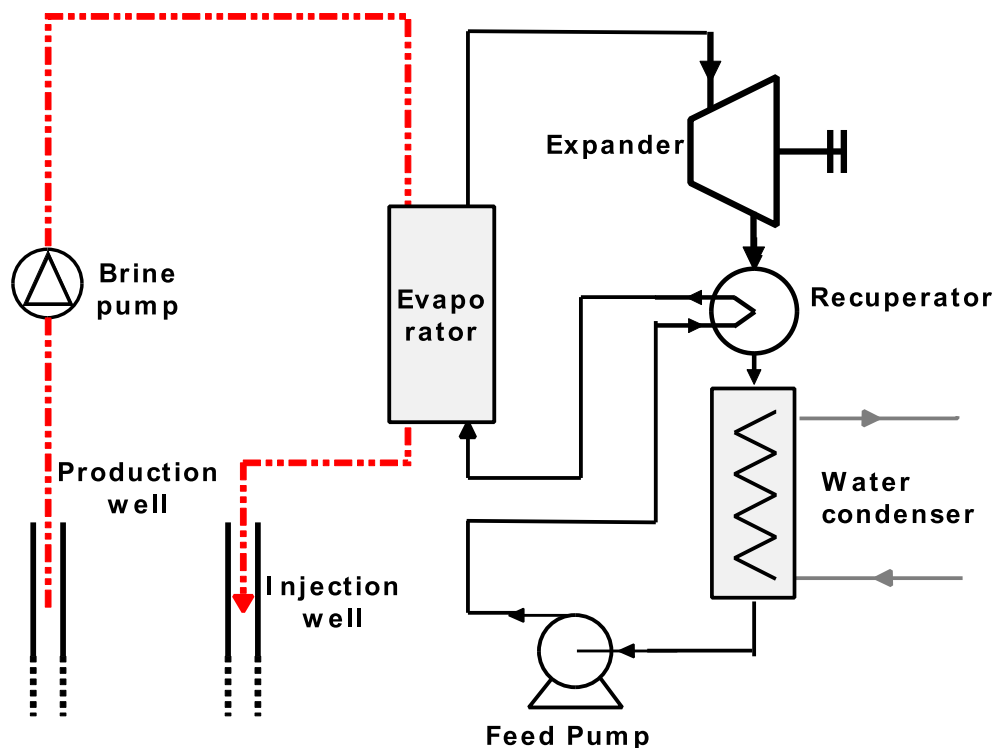 Expander
Brine
pump
Recuperator
Evapo
rator
Production
well
Water
condenser
Injection
well
Feed Pump